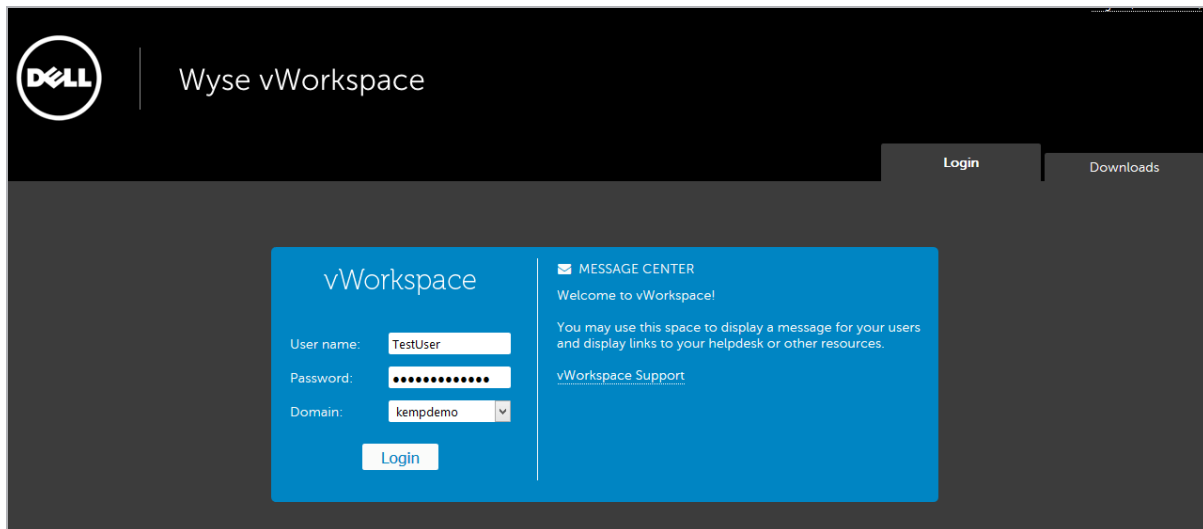 DELL
Wyse vWorkspace
Login
Downloads
vWorkspace
User name:
TestUser
Password:
•••••••••••••
Domain:
kempdemo
Login
MESSAGE CENTER
Welcome to vWorkspace!
You may use this space to display a message for your users
and display links to your helpdesk or other resources.
vWorkspace Support